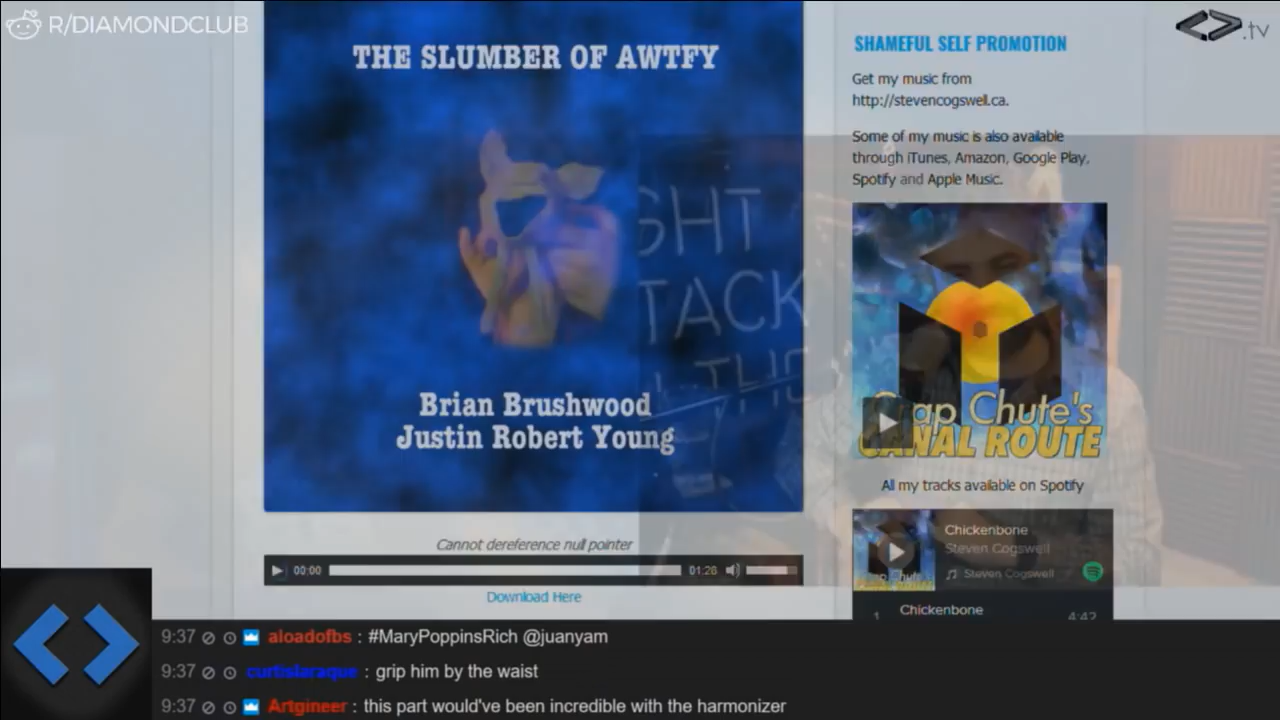 R/DIAMONDCLUB
.tv
THE SLUMBER OF AWTFY
Brian Brushwood
Justin Robert Young
Cannot dereference null pointer
00:00
01:26
Download Here
SHAMEFUL SELF PROMOTION
Get my music from
http://stevencogswell.ca.
Some of my music is also available
through iTunes, Amazon, Google Play,
Spotify and Apple Music.
Crap Chute's
CANAL ROUTE
All my tracks available on Spotify
Chickenbone
Steven Cogswell
Steven Cogswell
1 Chickenbone 4:42
9:37 aloadofbs : #MaryPoppinsRich @juanyam
9:37 curtislaraque : grip him by the waist
9:37 Artgineer : this part would've been incredible with the harmonizer